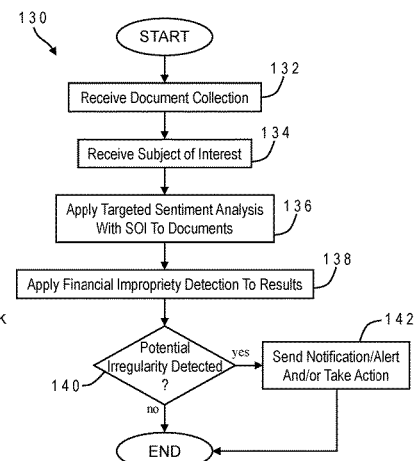 130
START
132
Receive Document Collection
134
Receive Subject of Interest
136
Apply Targeted Sentiment Analysis
With SOI To Documents
138
Apply Financial Impropriety Detection To Results
k
142
Potential
Irregularity Detected
?
140
yes
Send Notification/Alert
And/or Take Action
no
END